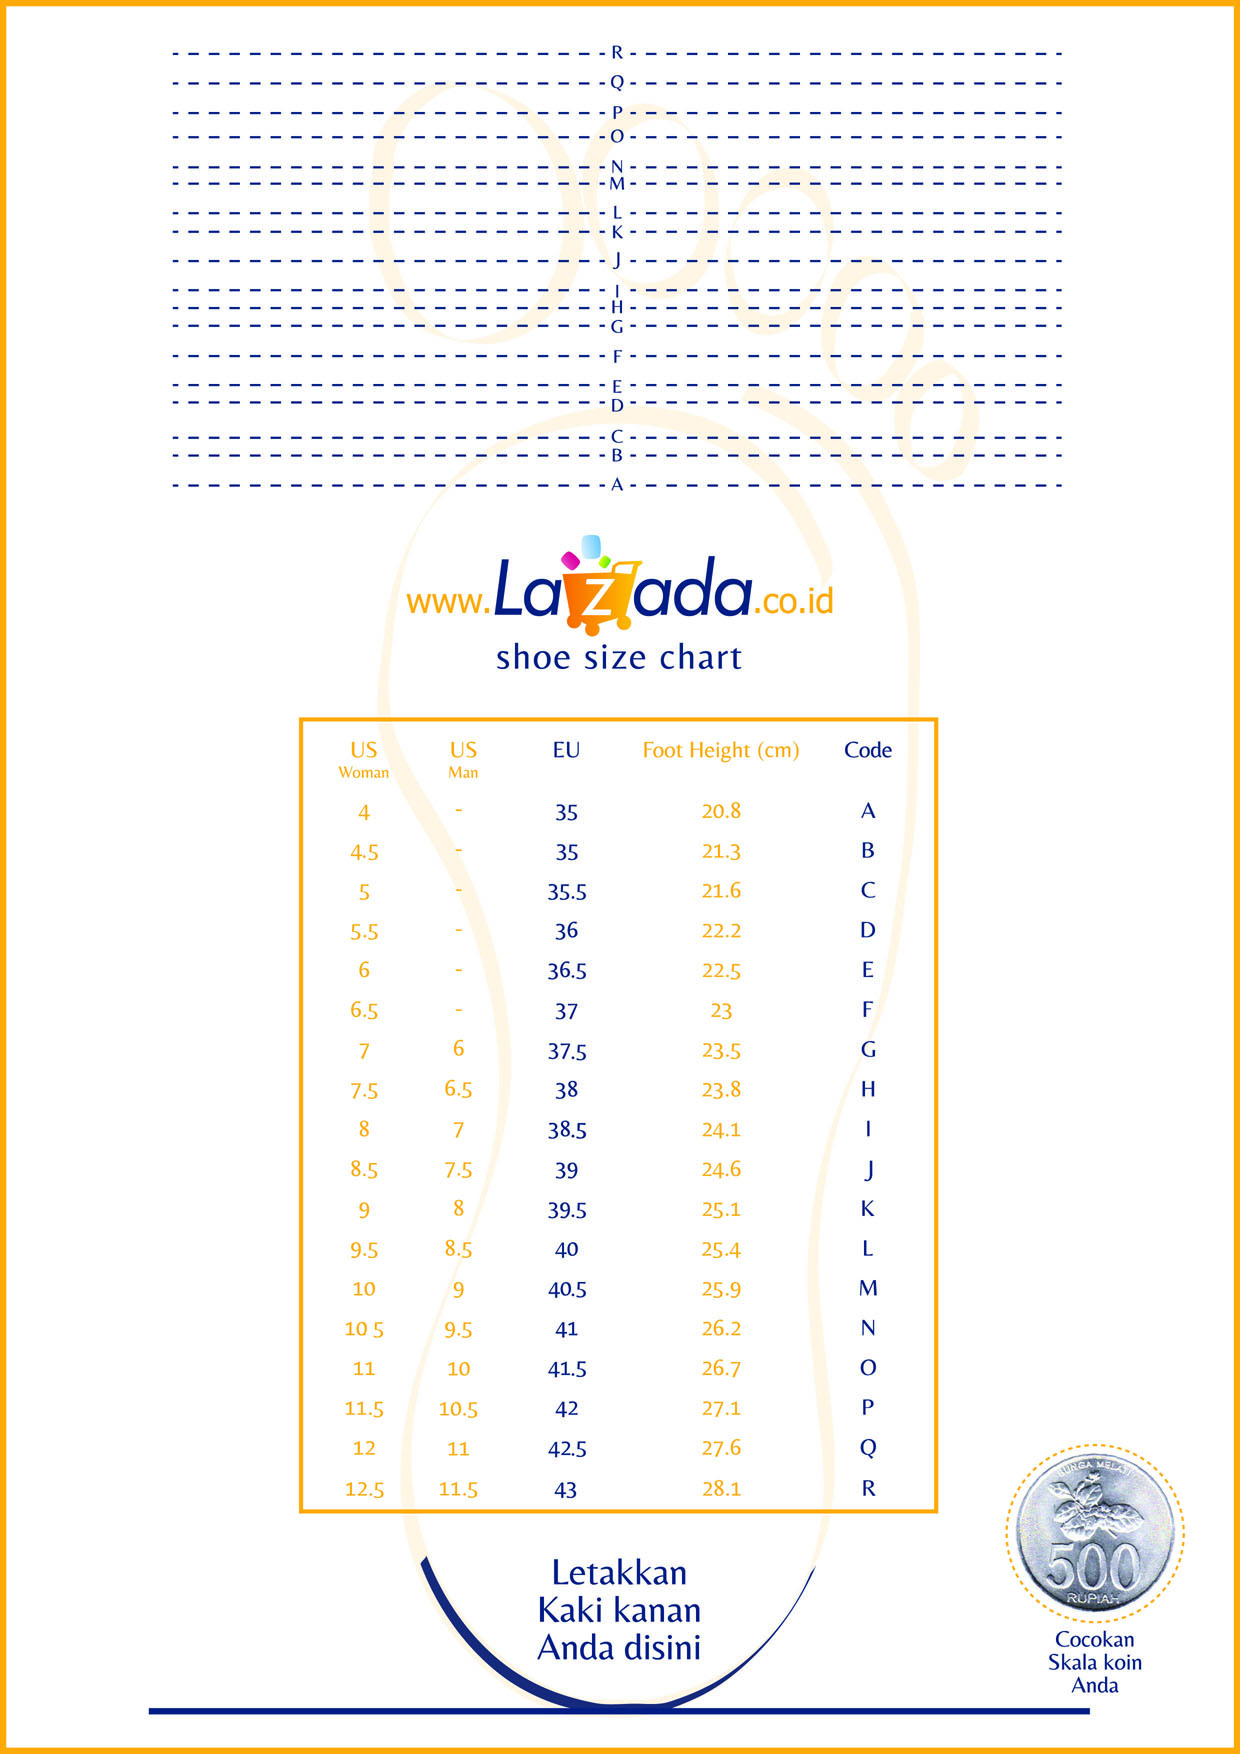 R
Q
P
O
N
M
L
K
J
I
H
G
F
E
D
C
B
A
www.Lazada.co.id
shoe size chart
US US EU Foot Height (cm) Code
Woman Man
4 - 35 20.8 A
4.5 - 35 21.3 B
5 - 35.5 21.6 C
5.5 - 36 22.2 D
6 - 36.5 22.5 E
6.5 - 37 23 F
7 6 37.5 23.5 G
7.5 6.5 38 23.8 H
8 7 38.5 24.1 I
8.5 7.5 39 24.6 J
9 8 39.5 25.1 K
9.5 8.5 40 25.4 L
10 9 40.5 25.9 M
10 5 9.5 41 26.2 N
11 10 41.5 26.7 O
11.5 10.5 42 27.1 P
12 11 42.5 27.6 Q
12.5 11.5 43 28.1 R
Letakkan
Kaki kanan
Anda disini
BUNGA MELATI
500
RUPIAH
Cocokan
Skala koin
Anda